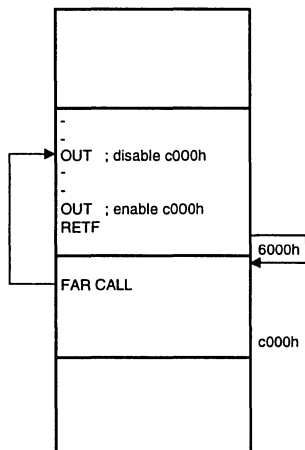 -
-
OUT ; disable c000h
-
-
OUT ; enable c000h
RETF
6000h
FAR CALL
c000h